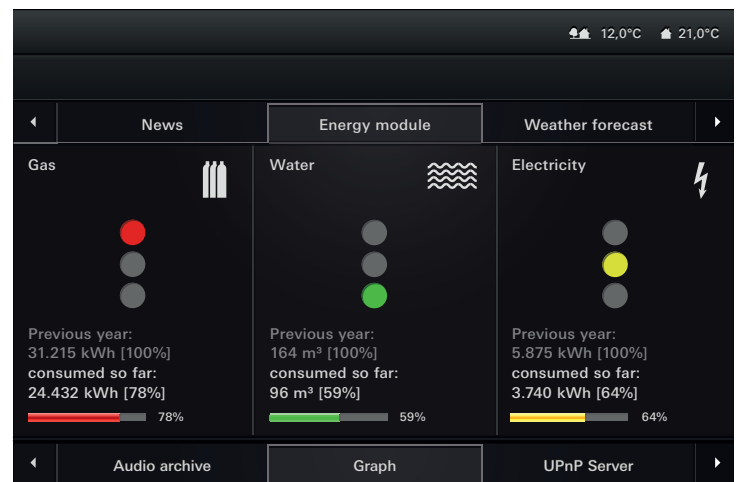 12,0°C 21,0°C
News Energy module Weather forecast
Gas
Previous year:
31.215 kWh [100%]
consumed so far:
24.432 kWh [78%]
78%
Water
Previous year:
164 m³ [100%]
consumed so far:
96 m³ [59%]
59%
Electricity
Previous year:
5.875 kWh [100%]
consumed so far:
3.740 kWh [64%]
64%
Audio archive Graph UPnP Server